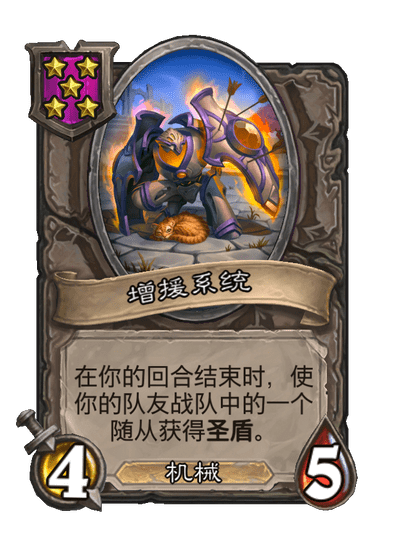 增援系统
在你的回合结束时，使
你的队友战队中的一个
随从获得圣盾。
4
机械
5